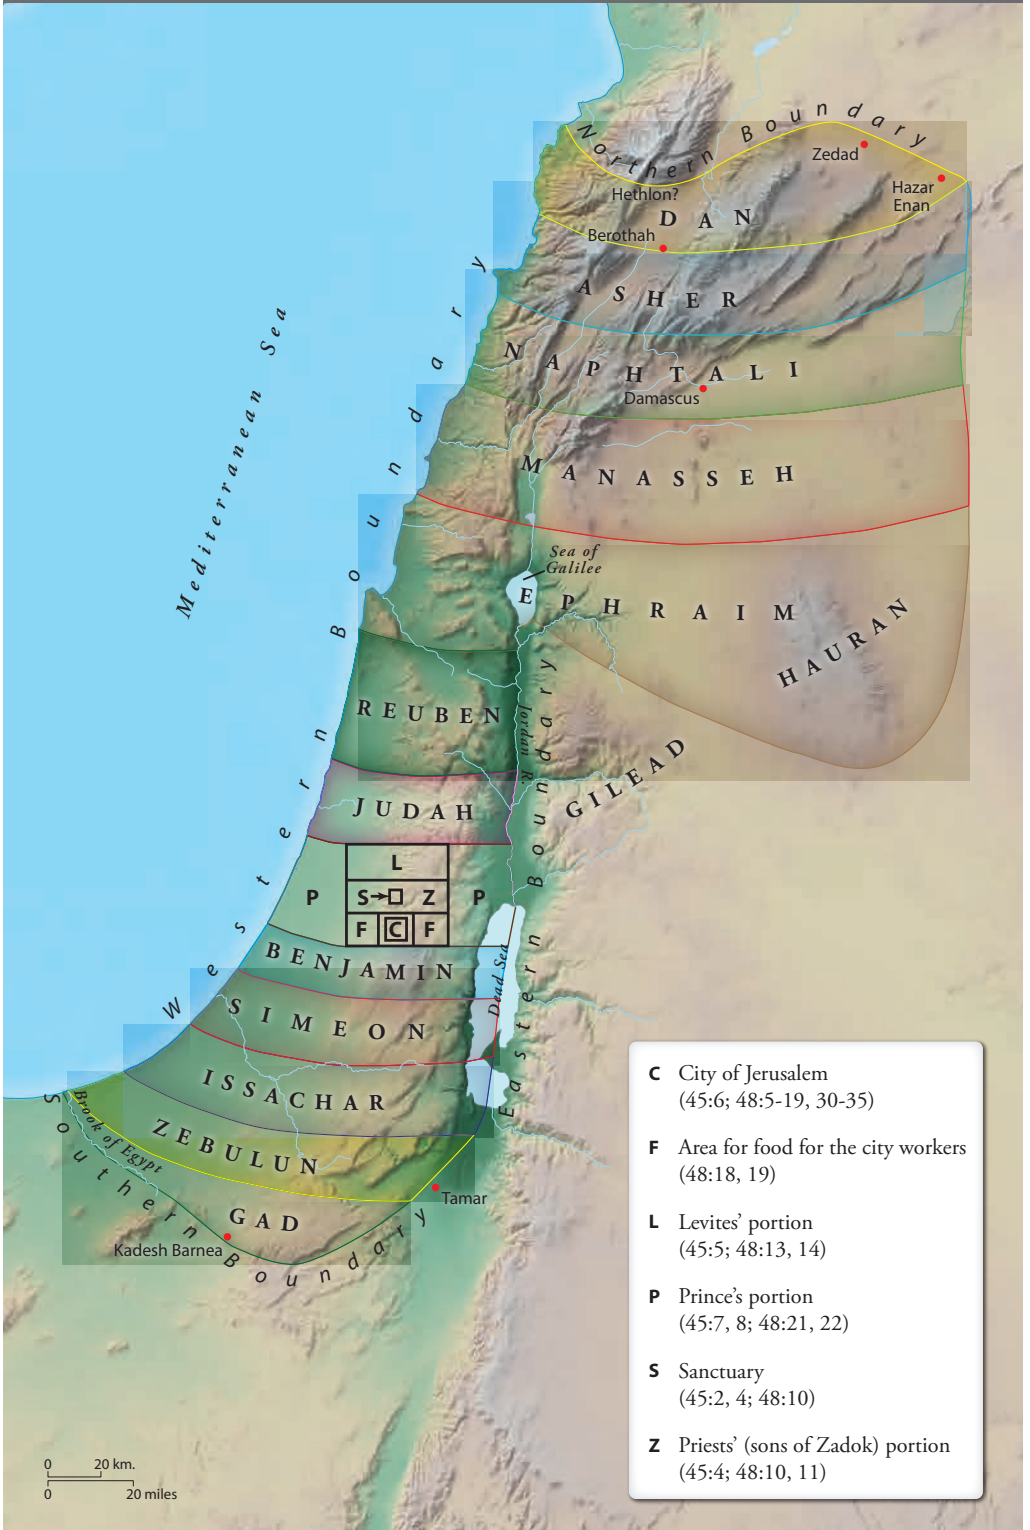 Northern Boundary
Zedad
Hazar
Enan
Hethlon?
DAN
Berothah
ASHER
NAPHTALI
Damascus
MANASSEH
Mediterranean Sea
Western Boundary
Sea of
Galilee
EPHRAIM
HAURAN
REUBEN
Jordan R.
GILEAD
JUDAH
Eastern Boundary
L
P
S
Z
P
F
C
F
BENJAMIN
Dead Sea
SIMEON
ISSACHAR
ZEBULUN
Brook of Egypt
Southern Boundary
GAD
Tamar
Kadesh Barnea
C City of Jerusalem
(45:6; 48:5-19, 30-35)
F Area for food for the city workers
(48:18, 19)
L Levites’ portion
(45:5; 48:13, 14)
P Prince’s portion
(45:7, 8; 48:21, 22)
S Sanctuary
(45:2, 4; 48:10)
Z Priests’ (sons of Zadok) portion
(45:4; 48:10, 11)
0 20 km.
0 20 miles